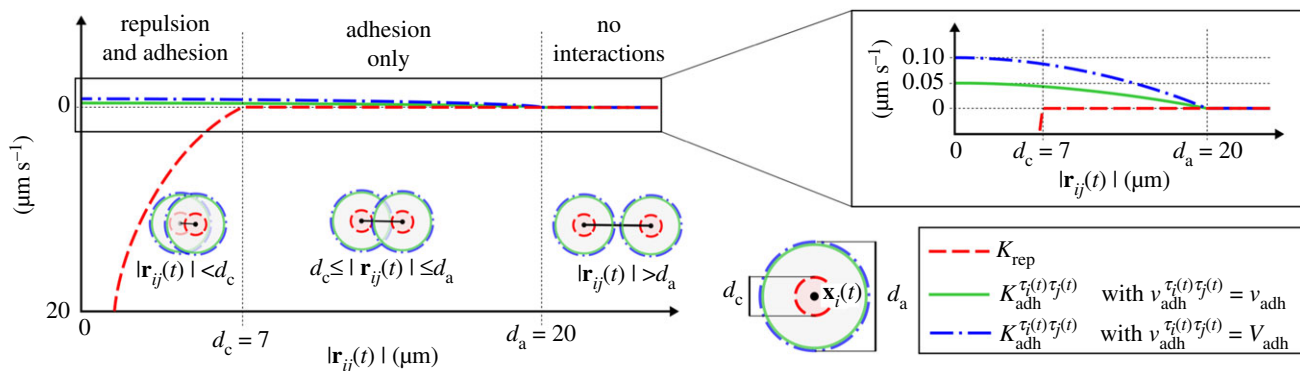 repulsion
and adhesion
adhesion
only
no
interactions
0
(μm s⁻¹)
20
|r_ij(t)| <d_c
d_c≤ | r_ij(t)| ≤d_a
|r_ij(t)| >d_a
0
d_c = 7
d_a = 20
|r_ij(t) | (μm)
(μm s⁻¹)
0.10
0.05
0
0
d_c = 7
d_a = 20
|r_ij(t) | (μm)
d_c
x_i(t)
d_a
K_rep
K_adh^τ_i(t)τ_j(t) with v_adh^τ_i(t)τ_j(t) = v_adh
K_adh^τ_i(t)τ_j(t) with v_adh^τ_i(t)τ_j(t) = V_adh